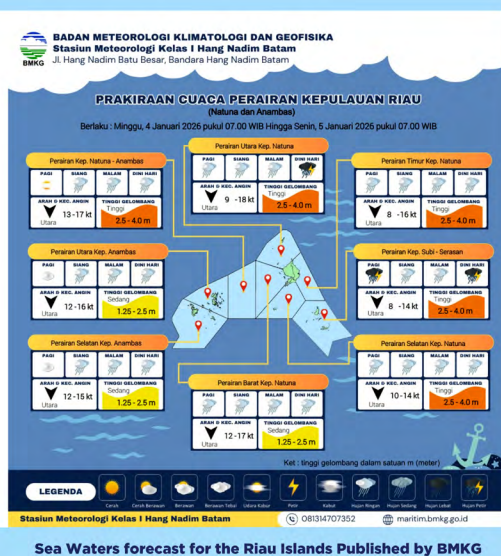 BADAN METEOROLOGI KLIMATOLOGI DAN GEOFISIKA
Stasiun Meteorologi Kelas I Hang Nadim Batam
Jl. Hang Nadim Batu Besar, Bandara Hang Nadim Batam
BMKG
PRAKIRAAN CUACA PERAIRAN KEPULAUAN RIAU
(Natuna dan Anambas)
Berlaku : Minggu, 4 Januari 2026 pukul 07.00 WIB Hingga Senin, 5 Januari 2026 pukul 07.00 WIB
Perairan Kep. Natuna - Anambas
PAGI SIANG MALAM DINI HARI
ARAH & KEC. ANGIN TINGGI GELOMBANG
Utara 13 -17 kt Tinggi 2.5 - 4.0 m
Perairan Utara Kep. Natuna
PAGI SIANG MALAM DINI HARI
ARAH & KEC. ANGIN TINGGI GELOMBANG
Utara 9 -18 kt Tinggi 2.5 - 4.0 m
Perairan Timur Kep. Natuna
PAGI SIANG MALAM DINI HARI
ARAH & KEC. ANGIN TINGGI GELOMBANG
Utara 8 -16 kt Tinggi 2.5 - 4.0 m
Perairan Utara Kep. Anambas
PAGI SIANG MALAM DINI HARI
ARAH & KEC. ANGIN TINGGI GELOMBANG
Utara 12 -16 kt Sedang 1.25 - 2.5 m
Perairan Kep. Subi - Serasan
PAGI SIANG MALAM DINI HARI
ARAH & KEC. ANGIN TINGGI GELOMBANG
Utara 8 -14 kt Tinggi 2.5 - 4.0 m
Perairan Selatan Kep. Anambas
PAGI SIANG MALAM DINI HARI
ARAH & KEC. ANGIN TINGGI GELOMBANG
Utara 12 -15 kt Sedang 1.25 - 2.5 m
Perairan Barat Kep. Natuna
PAGI SIANG MALAM DINI HARI
ARAH & KEC. ANGIN TINGGI GELOMBANG
Utara 12 -17 kt Sedang 1.25 - 2.5 m
Perairan Selatan Kep. Natuna
PAGI SIANG MALAM DINI HARI
ARAH & KEC. ANGIN TINGGI GELOMBANG
Utara 10 -14 kt Tinggi 2.5 - 4.0 m
Ket : tinggi gelombang dalam satuan m (meter)
LEGENDA
Cerah Cerah Berawan Berawan Berawan Tebal Udara Kabur Petir Kabut Hujan Ringan Hujan Sedang Hujan Lebat Hujan Petir
Stasiun Meteorologi Kelas I Hang Nadim Batam 081314707352 maritim.bmkg.go.id
Sea Waters forecast for the Riau Islands Published by BMKG